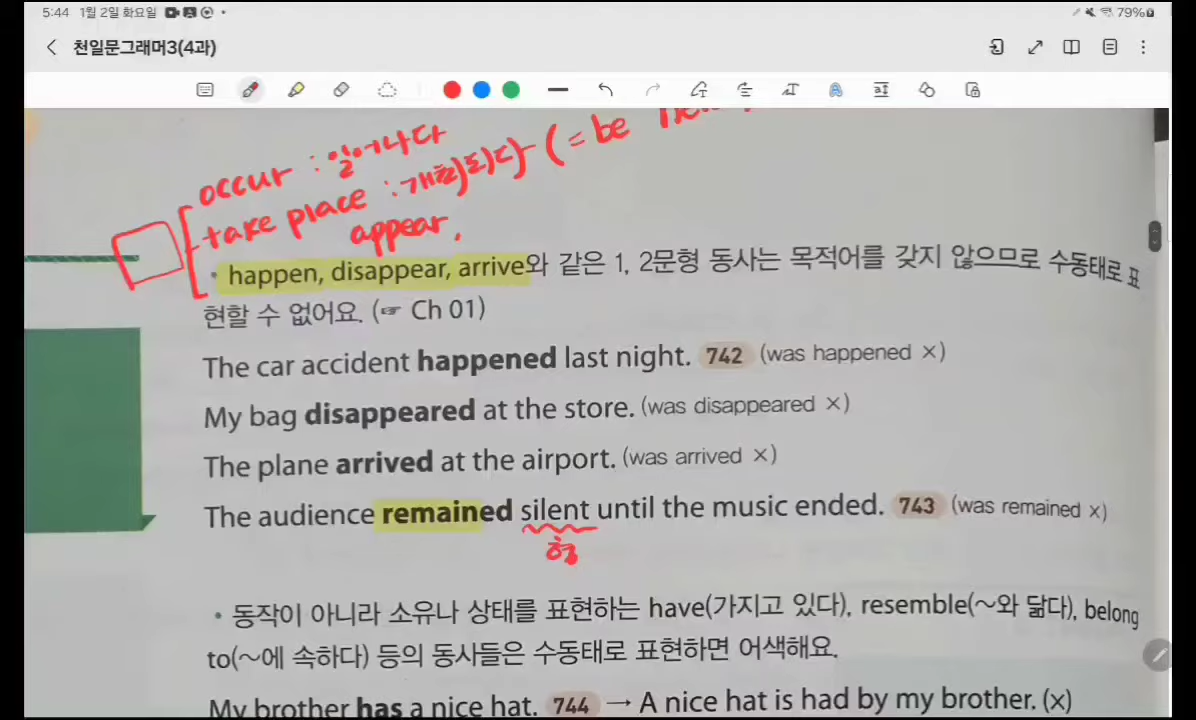 5:44 1월 2일 화요일
79%
천일문그래머3(4과)
occur : 일어나다
take place : 개최되다 (= be
appear.
• happen, disappear, arrive와 같은 1, 2문형 동사는 목적어를 갖지 않으므로 수동태로 표
현할 수 없어요. (☞ Ch 01)
The car accident happened last night. 742 (was happened ×)
My bag disappeared at the store. (was disappeared ×)
The plane arrived at the airport. (was arrived ×)
The audience remained silent until the music ended. 743 (was remained ×)
형
• 동작이 아니라 소유나 상태를 표현하는 have(가지고 있다), resemble(~와 닮다), belong
to(~에 속하다) 등의 동사들은 수동태로 표현하면 어색해요.
My brother has a nice hat. 744 → A nice hat is had by my brother. (×)